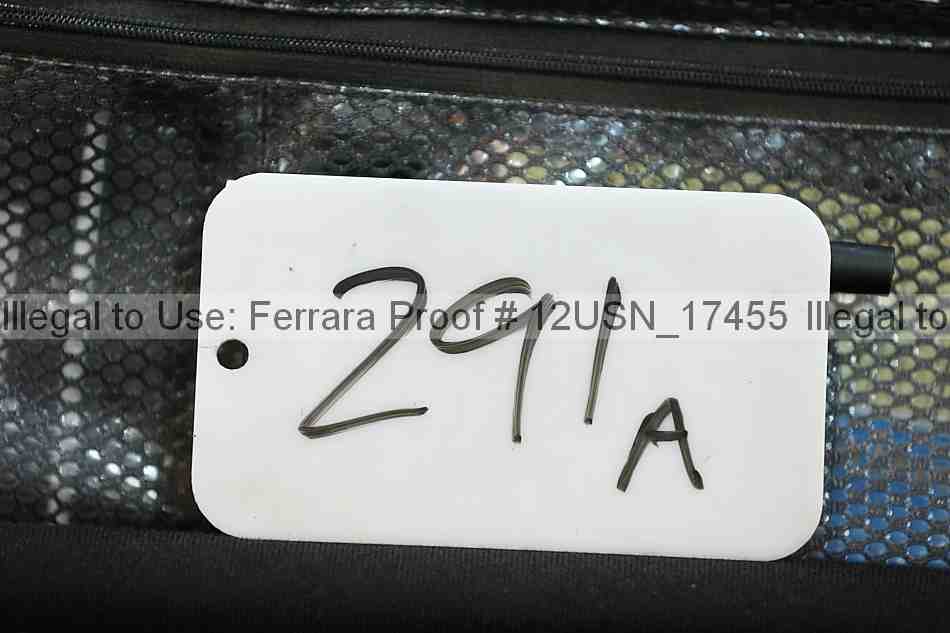 291 A
Illegal to Use: Ferrara Proof # 12USN_17455 Illegal to